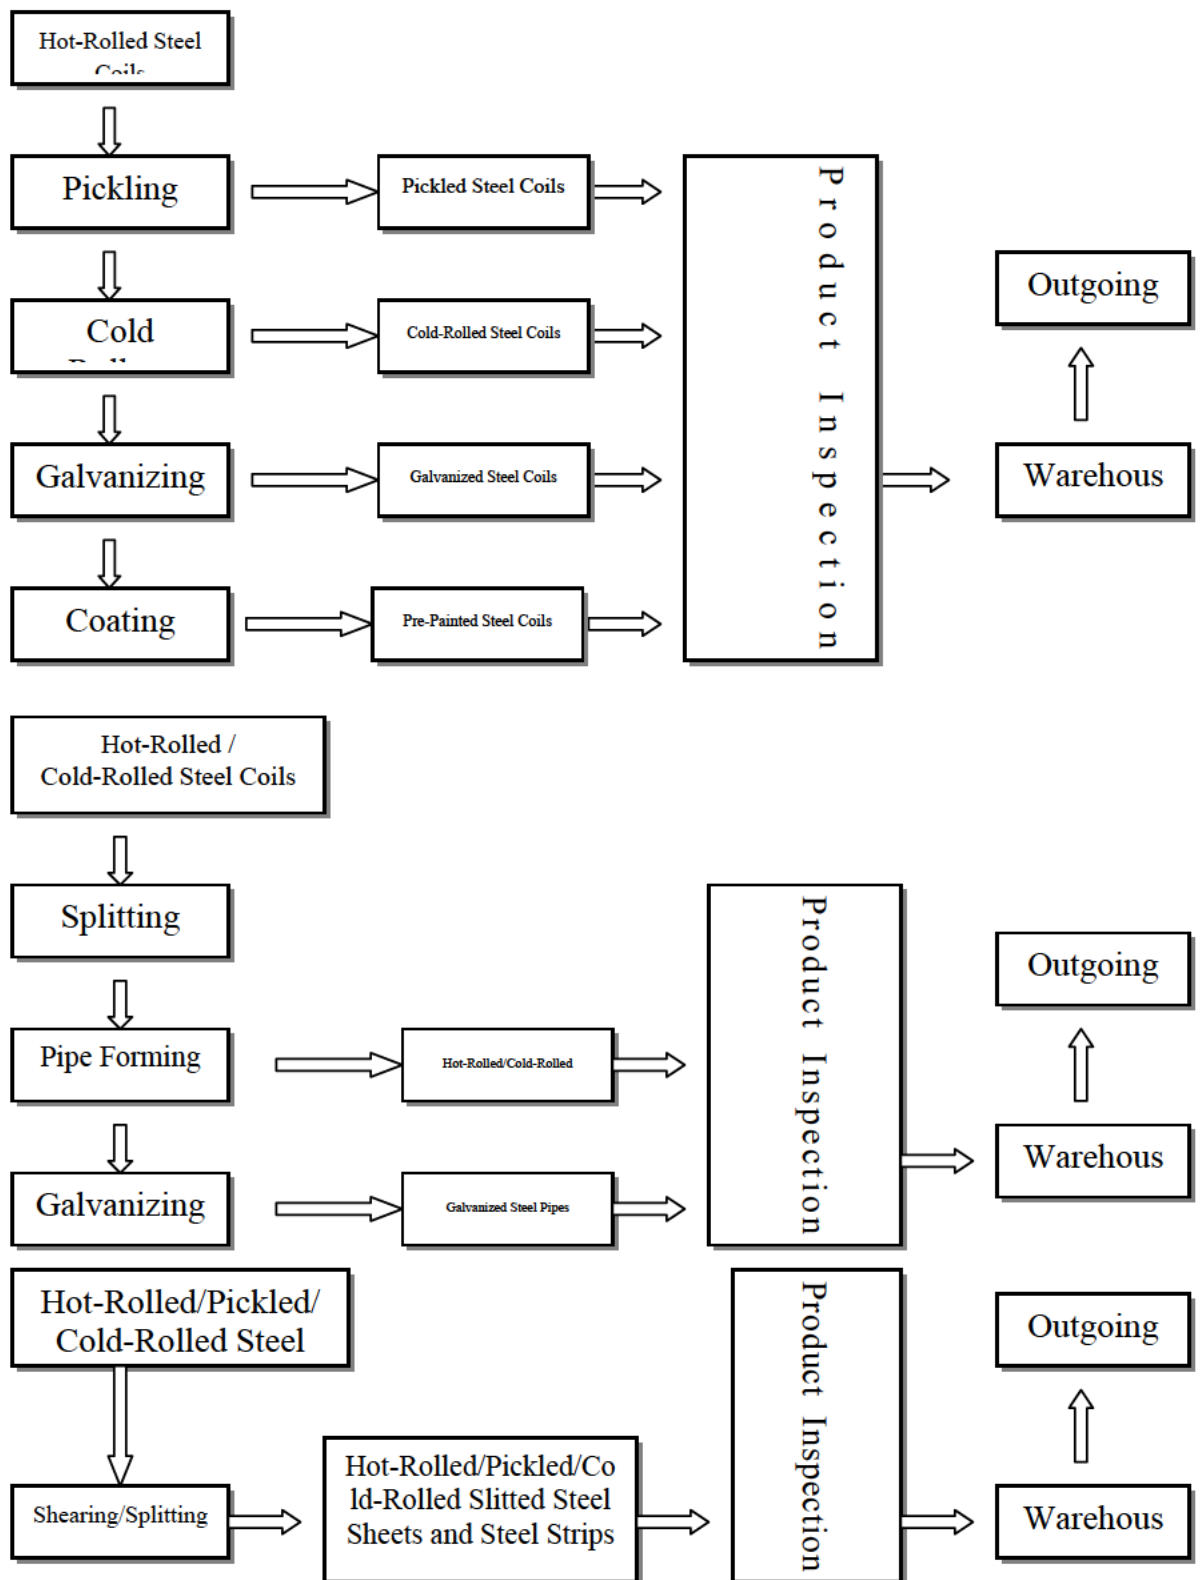 Hot-Rolled Steel
Coils
Pickling
Pickled Steel Coils
Product Inspection
Outgoing
Cold
Cold-Rolled Steel Coils
Galvanizing
Galvanized Steel Coils
Warehous
Coating
Pre-Painted Steel Coils
Hot-Rolled /
Cold-Rolled Steel Coils
Splitting
Product Inspection
Outgoing
Pipe Forming
Hot-Rolled/Cold-Rolled
Warehous
Galvanizing
Galvanized Steel Pipes
Hot-Rolled/Pickled/
Cold-Rolled Steel
Product Inspection
Outgoing
Shearing/Splitting
Hot-Rolled/Pickled/Co
ld-Rolled Slitted Steel
Sheets and Steel Strips
Warehous